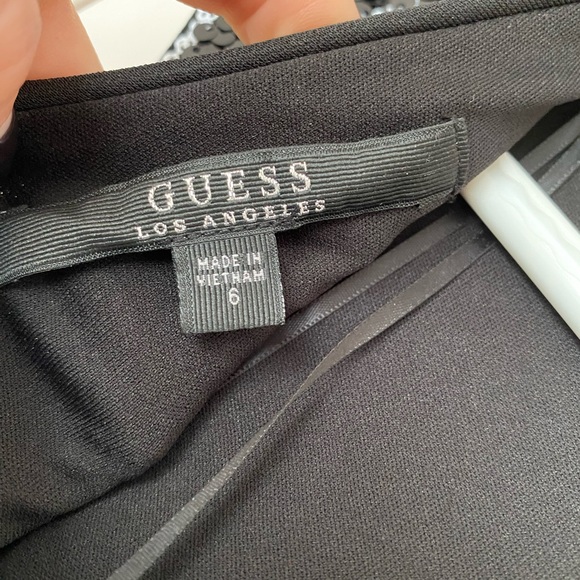 GUESS
LOS ANGELES
MADE IN
VIETNAM
6